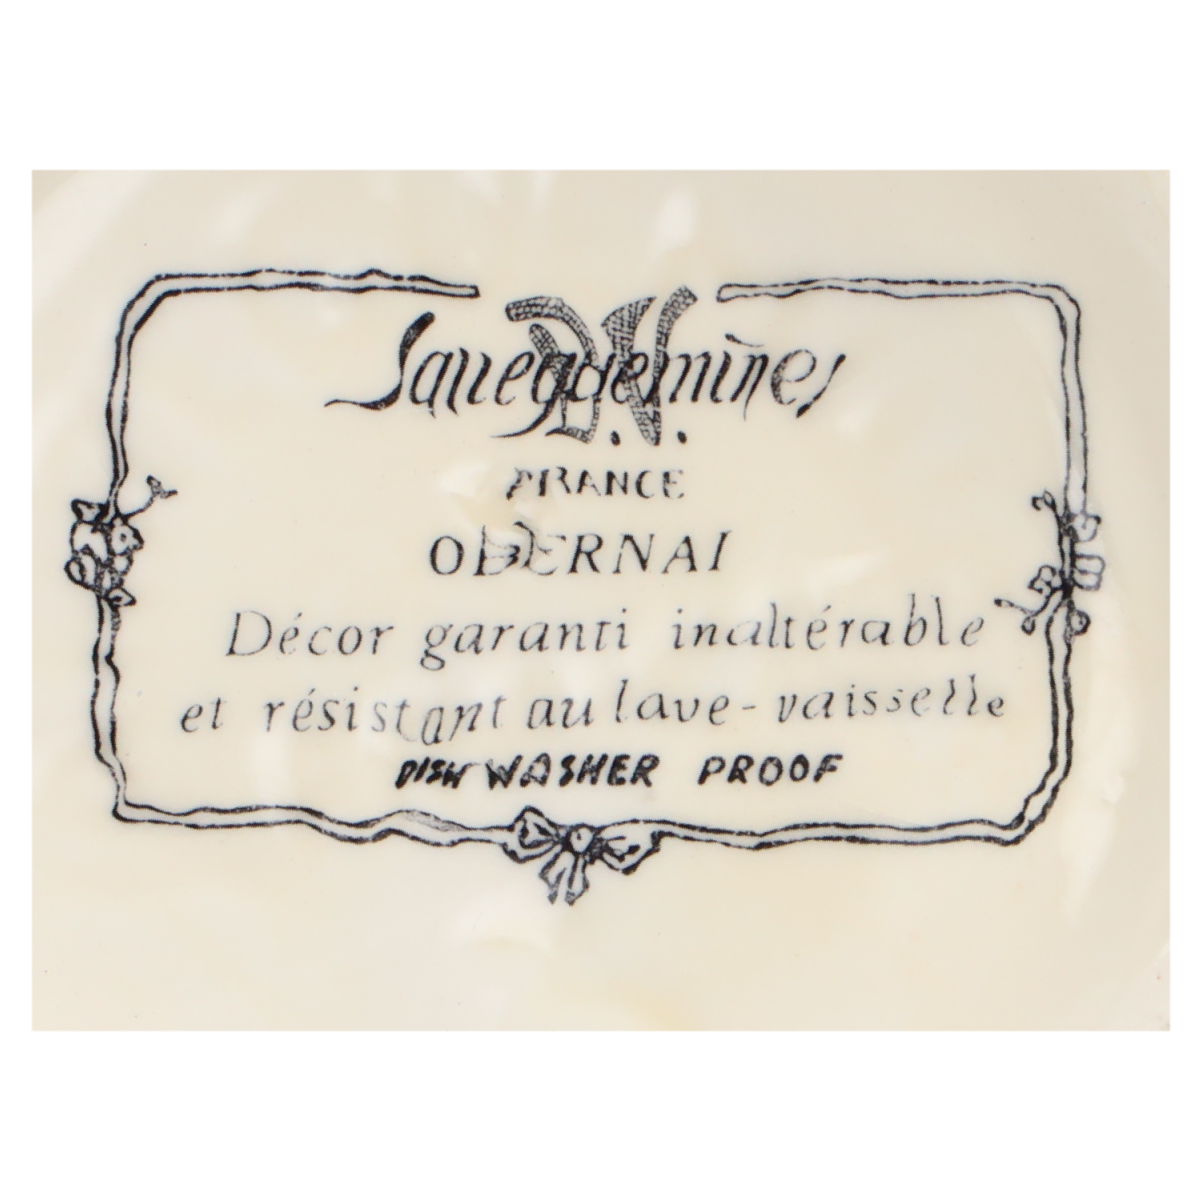 D.V.
Sarreguemines
FRANCE
OBERNAI
Décor garanti inaltérable
et résistant au lave-vaisselle
DISH WASHER PROOF